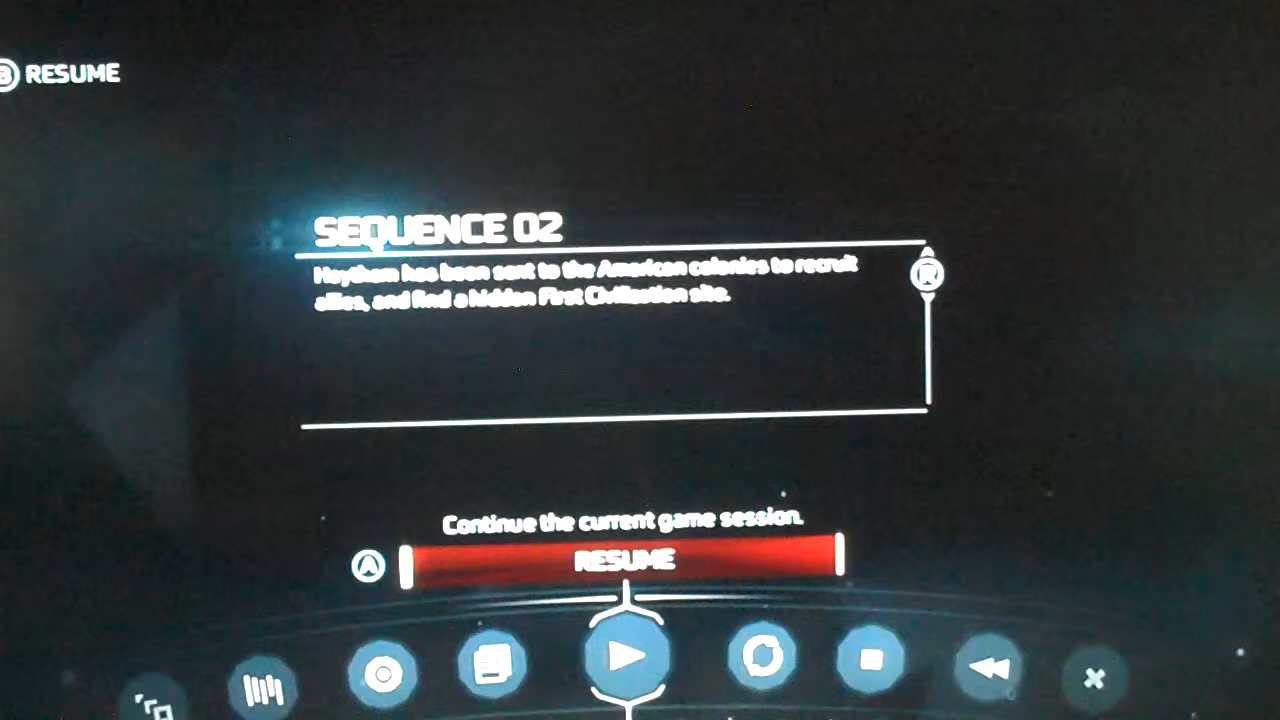 B RESUME
SEQUENCE 02
Haytham has been sent to the American colonies to recruit
allies, and find a hidden First Civilization site.
R
Continue the current game session.
A RESUME